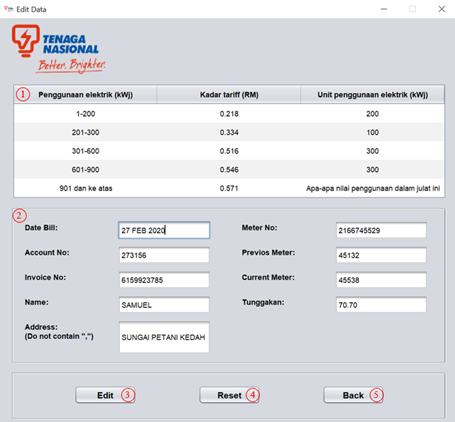 Edit Data
TENAGA
NASIONAL
Better. Brighter.
1 Penggunaan elektrik (kWj) Kadar tariff (RM) Unit penggunaan elektrik (kWj)
1-200 0.218 200
201-300 0.334 100
301-600 0.516 300
601-900 0.546 300
901 dan ke atas 0.571 Apa-apa nilai penggunaan dalam julat ini
2
Date Bill: 27 FEB 2020 Meter No: 2166745529
Account No: 273156 Previos Meter: 45132
Invoice No: 6159923785 Current Meter: 45538
Name: SAMUEL Tunggakan: 70.70
Address:
(Do not contain ",") SUNGAI PETANI KEDAH
Edit 3 Reset 4 Back 5